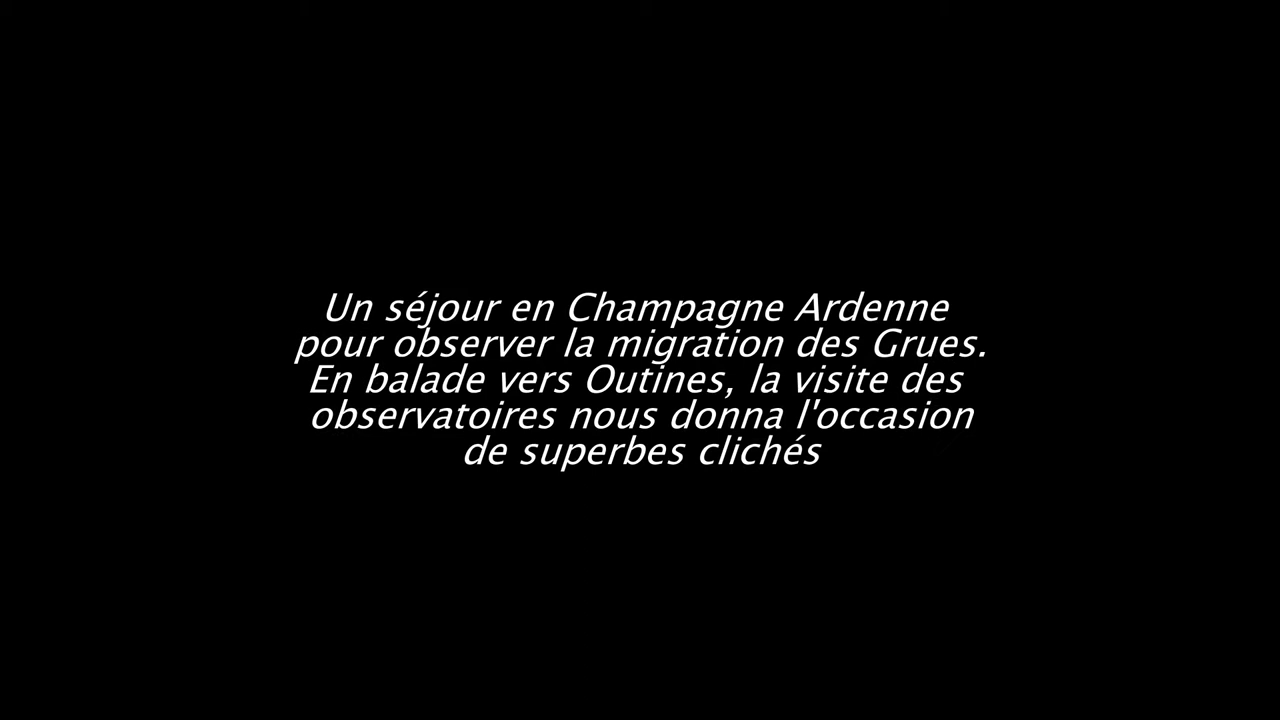 Un séjour en Champagne Ardenne
pour observer la migration des Grues.
En balade vers Outines, la visite des
observatoires nous donna l'occasion
de superbes clichés